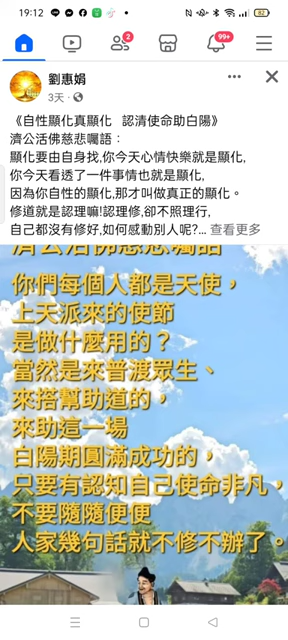 19:12
2
99+
劉惠娟
3天
《自性顯化真顯化 認清使命助白陽》
濟公活佛慈悲囑語：
顯化要由自身找,你今天心情快樂就是顯化,
你今天看透了一件事情也就是顯化,
因為你自性的顯化,那才叫做真正的顯化。
修道就是認理嘛!認理修,卻不照理行,
自己都沒有修好,如何感動別人呢?... 查看更多
濟公活佛慈悲囑語
你們每個人都是天使，
上天派來的使節
是做什麼用的？
當然是來普渡眾生、
來搭幫助道的，
來助這一場
白陽期圓滿成功的，
只要有認知自己使命非凡，
不要隨隨便便
人家幾句話就不修不辦了。